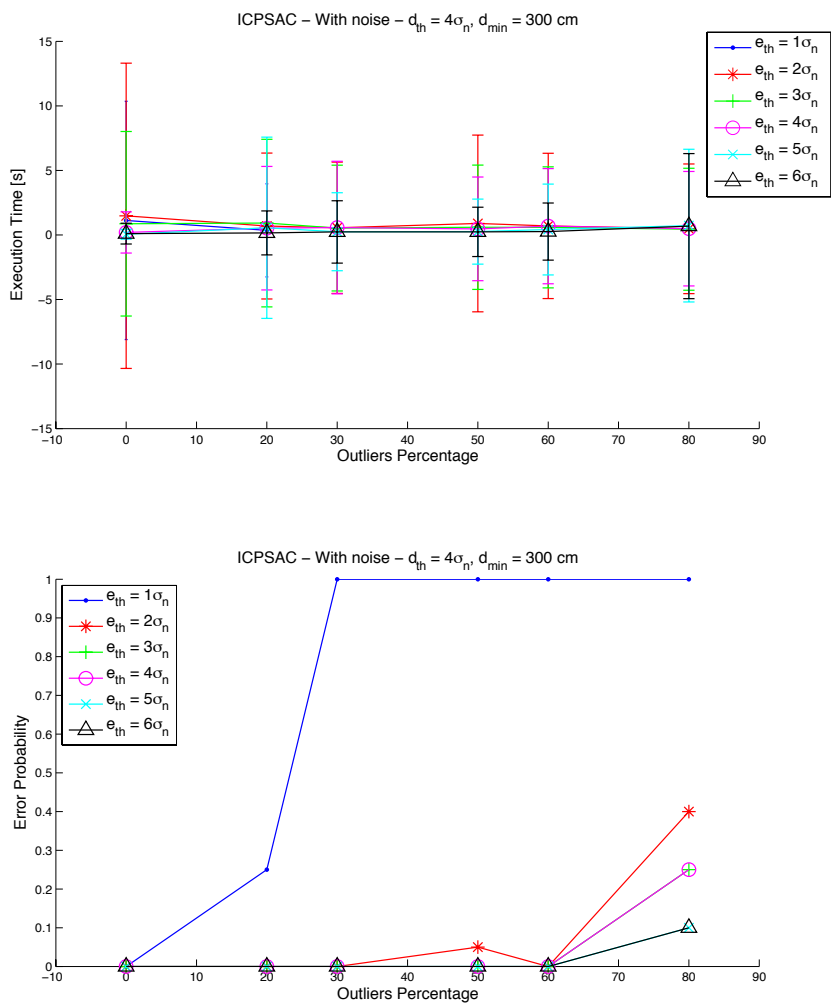 ICPSAC – With noise – d_th = 4σ_n, d_min = 300 cm
15
10
5
0
−5
−10
−15
Execution Time [s]
−10 0 10 20 30 40 50 60 70 80 90
Outliers Percentage
e_th = 1σ_n
e_th = 2σ_n
e_th = 3σ_n
e_th = 4σ_n
e_th = 5σ_n
e_th = 6σ_n
ICPSAC – With noise – d_th = 4σ_n, d_min = 300 cm
1
0.9
0.8
0.7
0.6
0.5
0.4
0.3
0.2
0.1
0
Error Probability
e_th = 1σ_n
e_th = 2σ_n
e_th = 3σ_n
e_th = 4σ_n
e_th = 5σ_n
e_th = 6σ_n
−10 0 10 20 30 40 50 60 70 80 90
Outliers Percentage